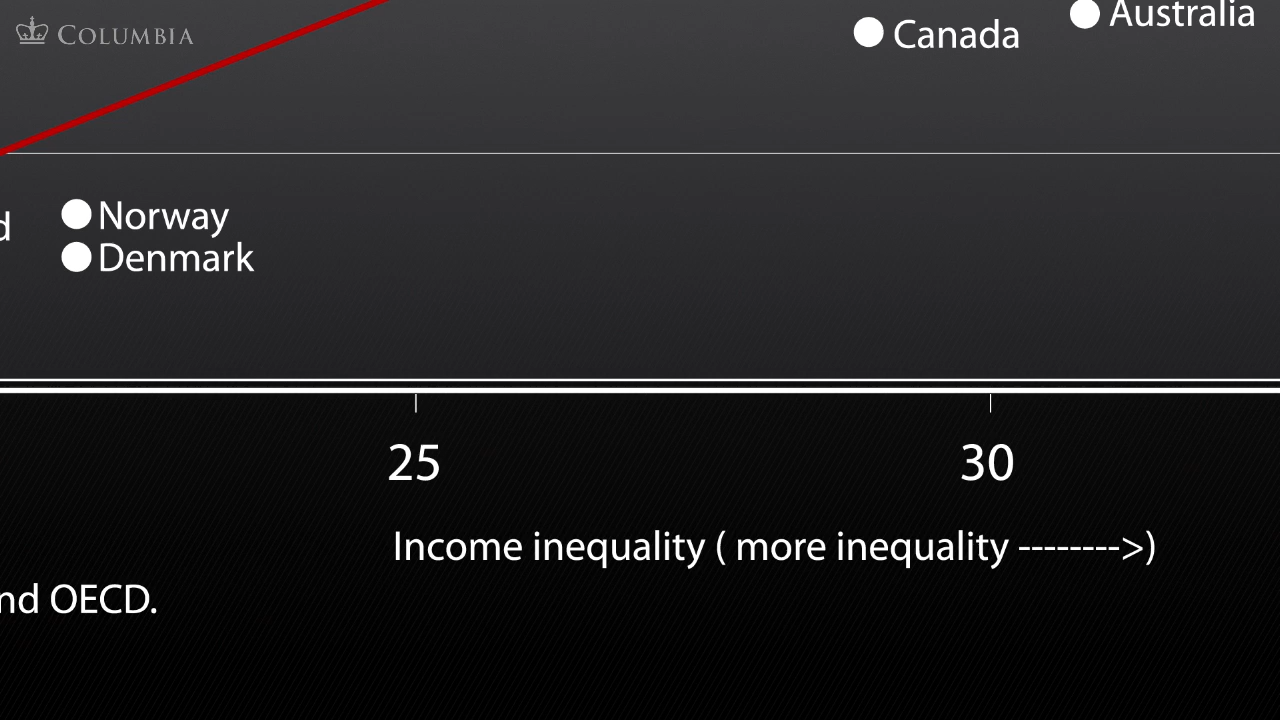 COLUMBIA
Australia
Canada
Norway
Denmark
25 30
Income inequality ( more inequality -------->)
nd OECD.